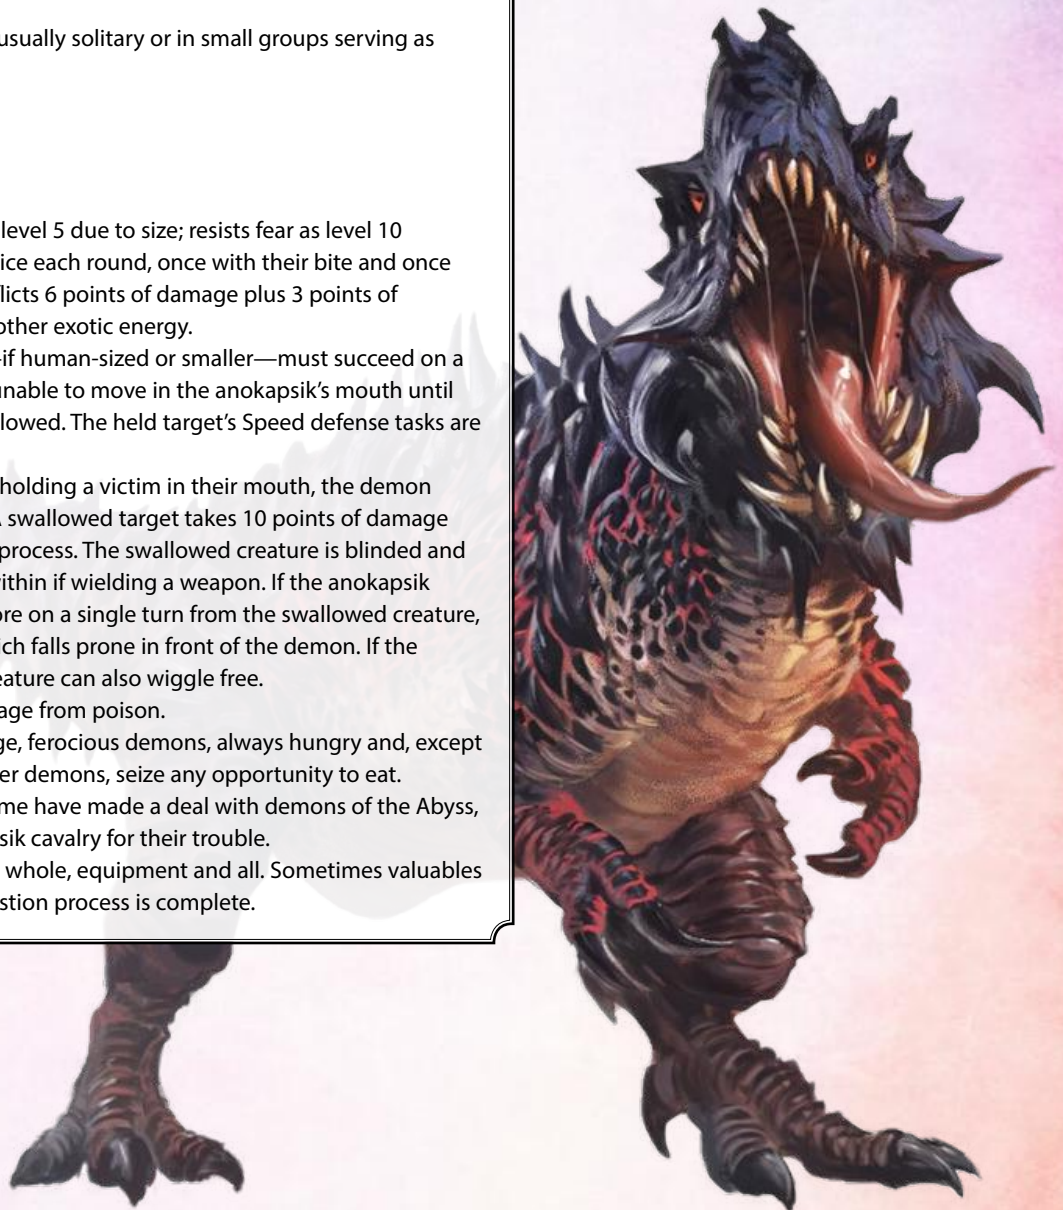 usually solitary or in small groups serving as
level 5 due to size; resists fear as level 10
ice each round, once with their bite and once
flicts 6 points of damage plus 3 points of
other exotic energy.
-if human-sized or smaller—must succeed on a
unable to move in the anokapsik's mouth until
llowed. The held target's Speed defense tasks are
holding a victim in their mouth, the demon
A swallowed target takes 10 points of damage
process. The swallowed creature is blinded and
within if wielding a weapon. If the anokapsik
ore on a single turn from the swallowed creature,
ich falls prone in front of the demon. If the
eature can also wiggle free.
age from poison.
ge, ferocious demons, always hungry and, except
er demons, seize any opportunity to eat.
me have made a deal with demons of the Abyss,
sik cavalry for their trouble.
whole, equipment and all. Sometimes valuables
stion process is complete.